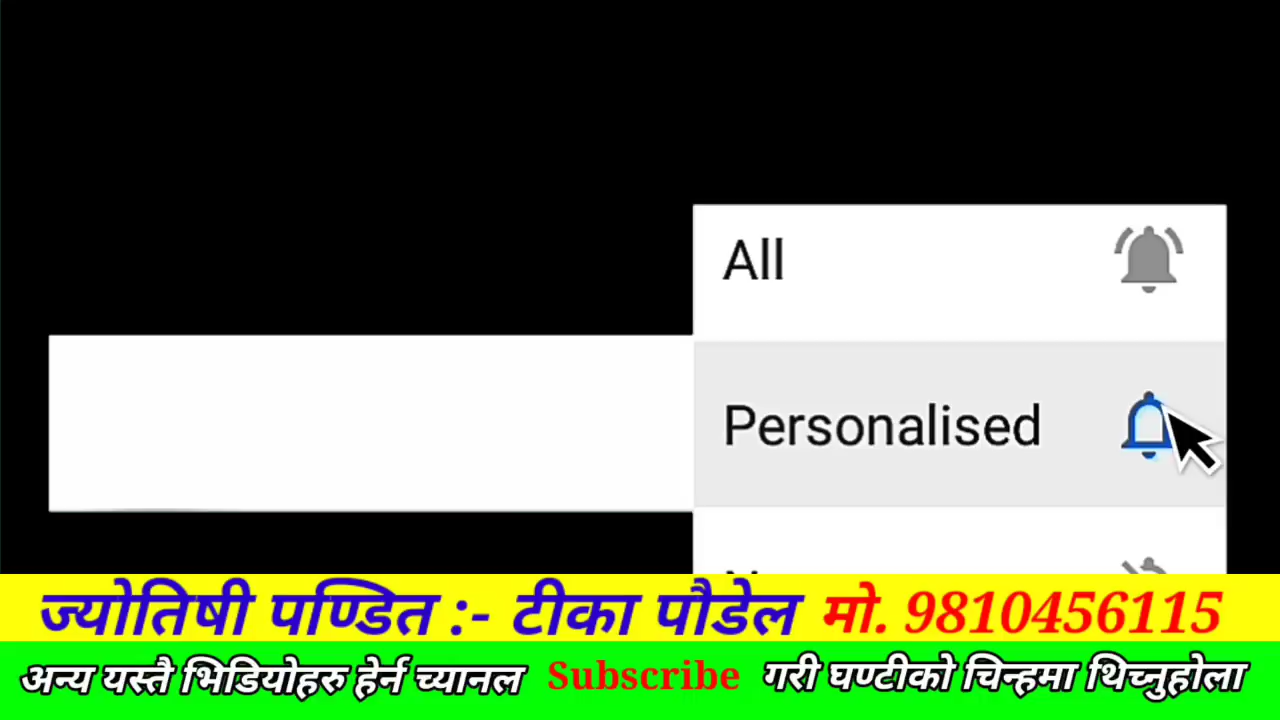 All
Personalised
ज्योतिषी पण्डित :- टीका पौडेल मो. 9810456115
अन्य यस्तै भिडियोहरु हेर्न च्यानल Subscribe गरी घण्टीको चिन्हमा थिच्नुहोला